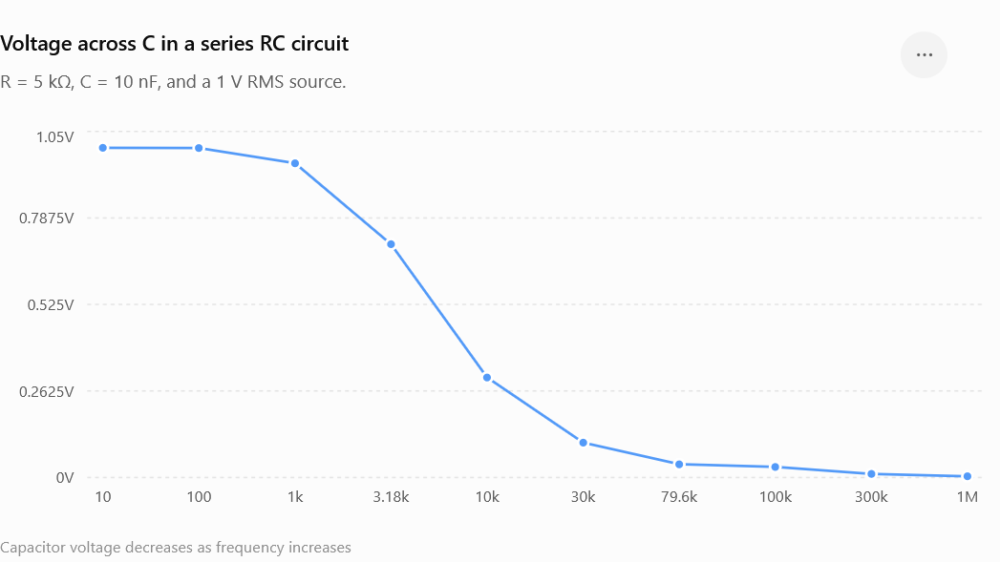 Voltage across C in a series RC circuit
R = 5 kΩ, C = 10 nF, and a 1 V RMS source.
1.05V
0.7875V
0.525V
0.2625V
0V
10 100 1k 3.18k 10k 30k 79.6k 100k 300k 1M
Capacitor voltage decreases as frequency increases